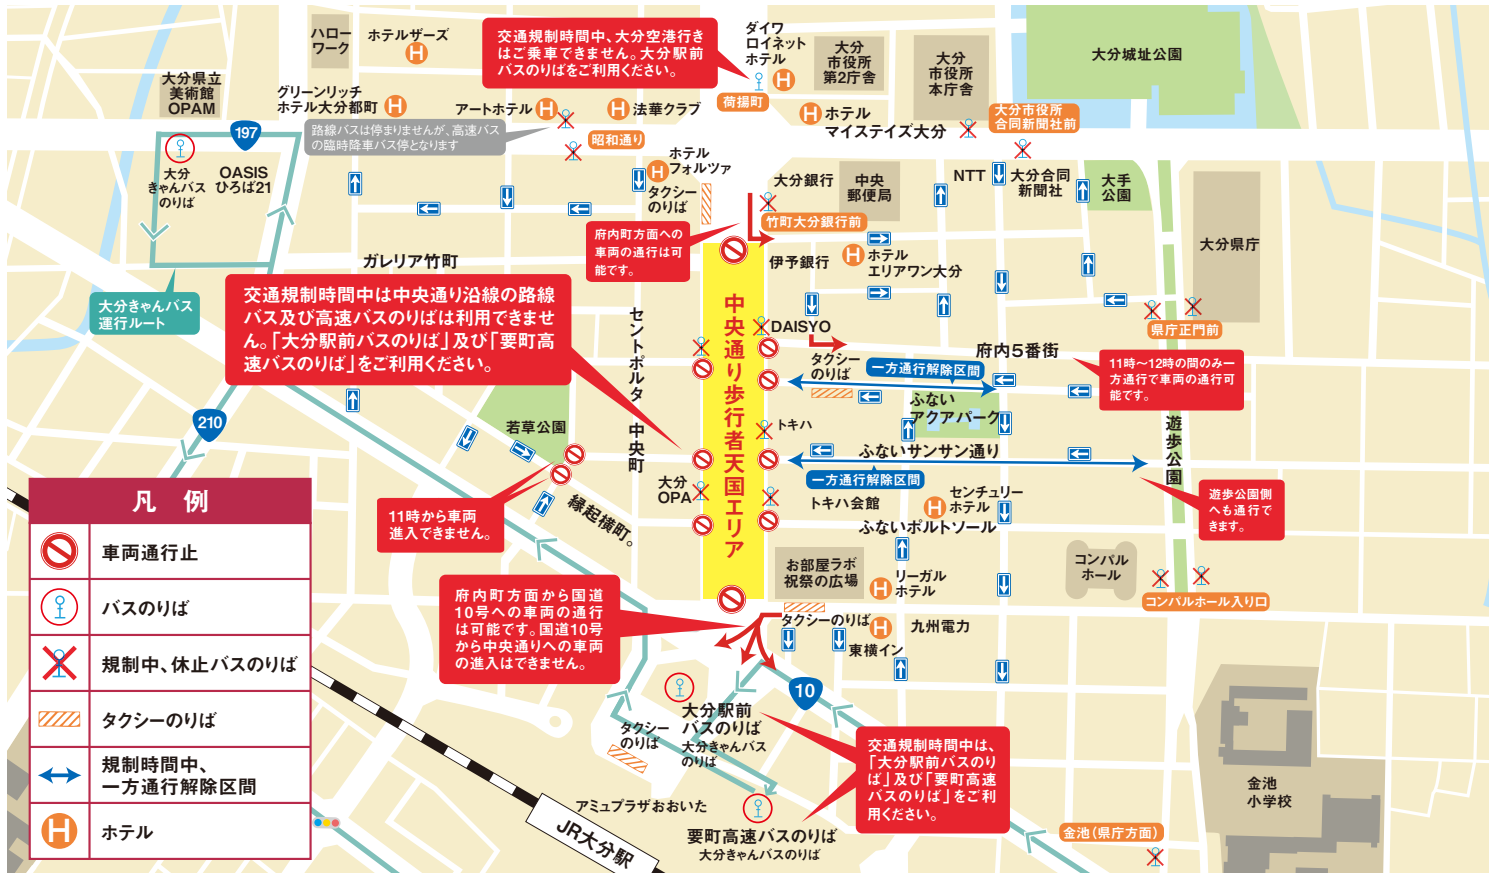 ハロー
ワーク
ホテルザーズ
交通規制時間中、大分空港行き
はご乗車できません。大分駅前
バスのりばをご利用ください。
ダイワ
ロイネット
ホテル
大分
市役所
第2庁舎
大分
市役所
本庁舎
大分城址公園
大分県立
美術館
OPAM
グリーンリッチ
ホテル大分都町
アートホテル
法華クラブ
荷揚町
ホテル
マイステイズ大分
大分市役所
合同新聞社前
197
路線バスは停まりませんが、高速バス
の臨時降車バス停となります
昭和通り
大分
きゃんバス
のりば
OASIS
ひろば21
ホテル
フォルツァ
タクシー
のりば
大分銀行
中央
郵便局
NTT
大分合同
新聞社
大手
公園
竹町大分銀行前
府内町方面への
車両の通行は可
能です。
大分県庁
ガレリア竹町
伊予銀行
ホテル
エリアワン大分
大分きゃんバス
運行ルート
交通規制時間中は中央通り沿線の路線
バス及び高速バスのりばは利用できませ
ん。「大分駅前バスのりば」及び「要町高
速バスのりば」をご利用ください。
セントポルタ中央町
中央通り歩行者天国エリア
DAISYO
県庁正門前
府内5番街
タクシー
のりば
一方通行解除区間
11時〜12時の間のみ一
方通行で車両の通行可
能です。
210
若草公園
トキハ
ふない
アクアパーク
遊歩公園
ふないサンサン通り
一方通行解除区間
大分
OPA
トキハ会館
センチュリー
ホテル
遊歩公園側
へも通行で
きます。
11時から車両
進入できません。
縁起横町。
ふないポルトソール
お部屋ラボ
祝祭の広場
リーガル
ホテル
コンパル
ホール
コンパルホール入り口
府内町方面から国道
10号への車両の通行
は可能です。国道10号
から中央通りへの車両
の進入はできません。
タクシーのりば
九州電力
東横イン
10
大分駅前
バスのりば
大分きゃんバス
のりば
タクシー
のりば
交通規制時間中は、
「大分駅前バスのり
ば」及び「要町高速
バスのりば」をご利
用ください。
アミュプラザおおいた
JR大分駅
要町高速バスのりば
大分きゃんバスのりば
金池
小学校
金池(県庁方面)
凡例
車両通行止
バスのりば
規制中、休止バスのりば
タクシーのりば
規制時間中、
一方通行解除区間
H
ホテル